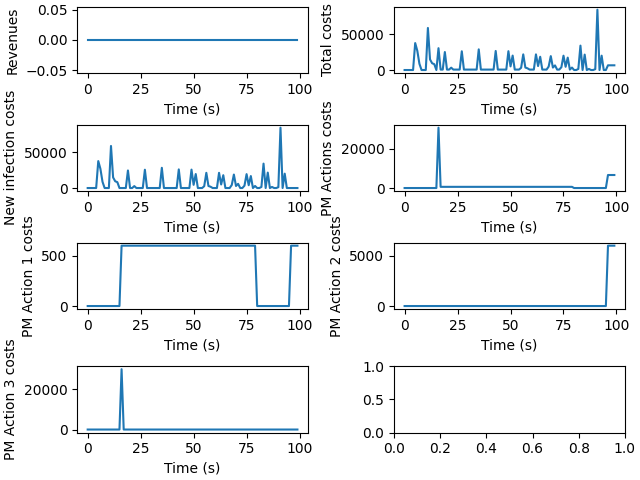 Revenues
0.05
0.00
−0.05
0 25 50 75 100
Time (s)
Total costs
50000
0
0 25 50 75 100
Time (s)
New infection costs
50000
0
0 25 50 75 100
Time (s)
PM Actions costs
20000
0
0 25 50 75 100
Time (s)
PM Action 1 costs
500
0
0 25 50 75 100
Time (s)
PM Action 2 costs
5000
0
0 25 50 75 100
Time (s)
PM Action 3 costs
20000
0
0 25 50 75 100
Time (s)
1.0
0.5
0.0
0.0 0.2 0.4 0.6 0.8 1.0